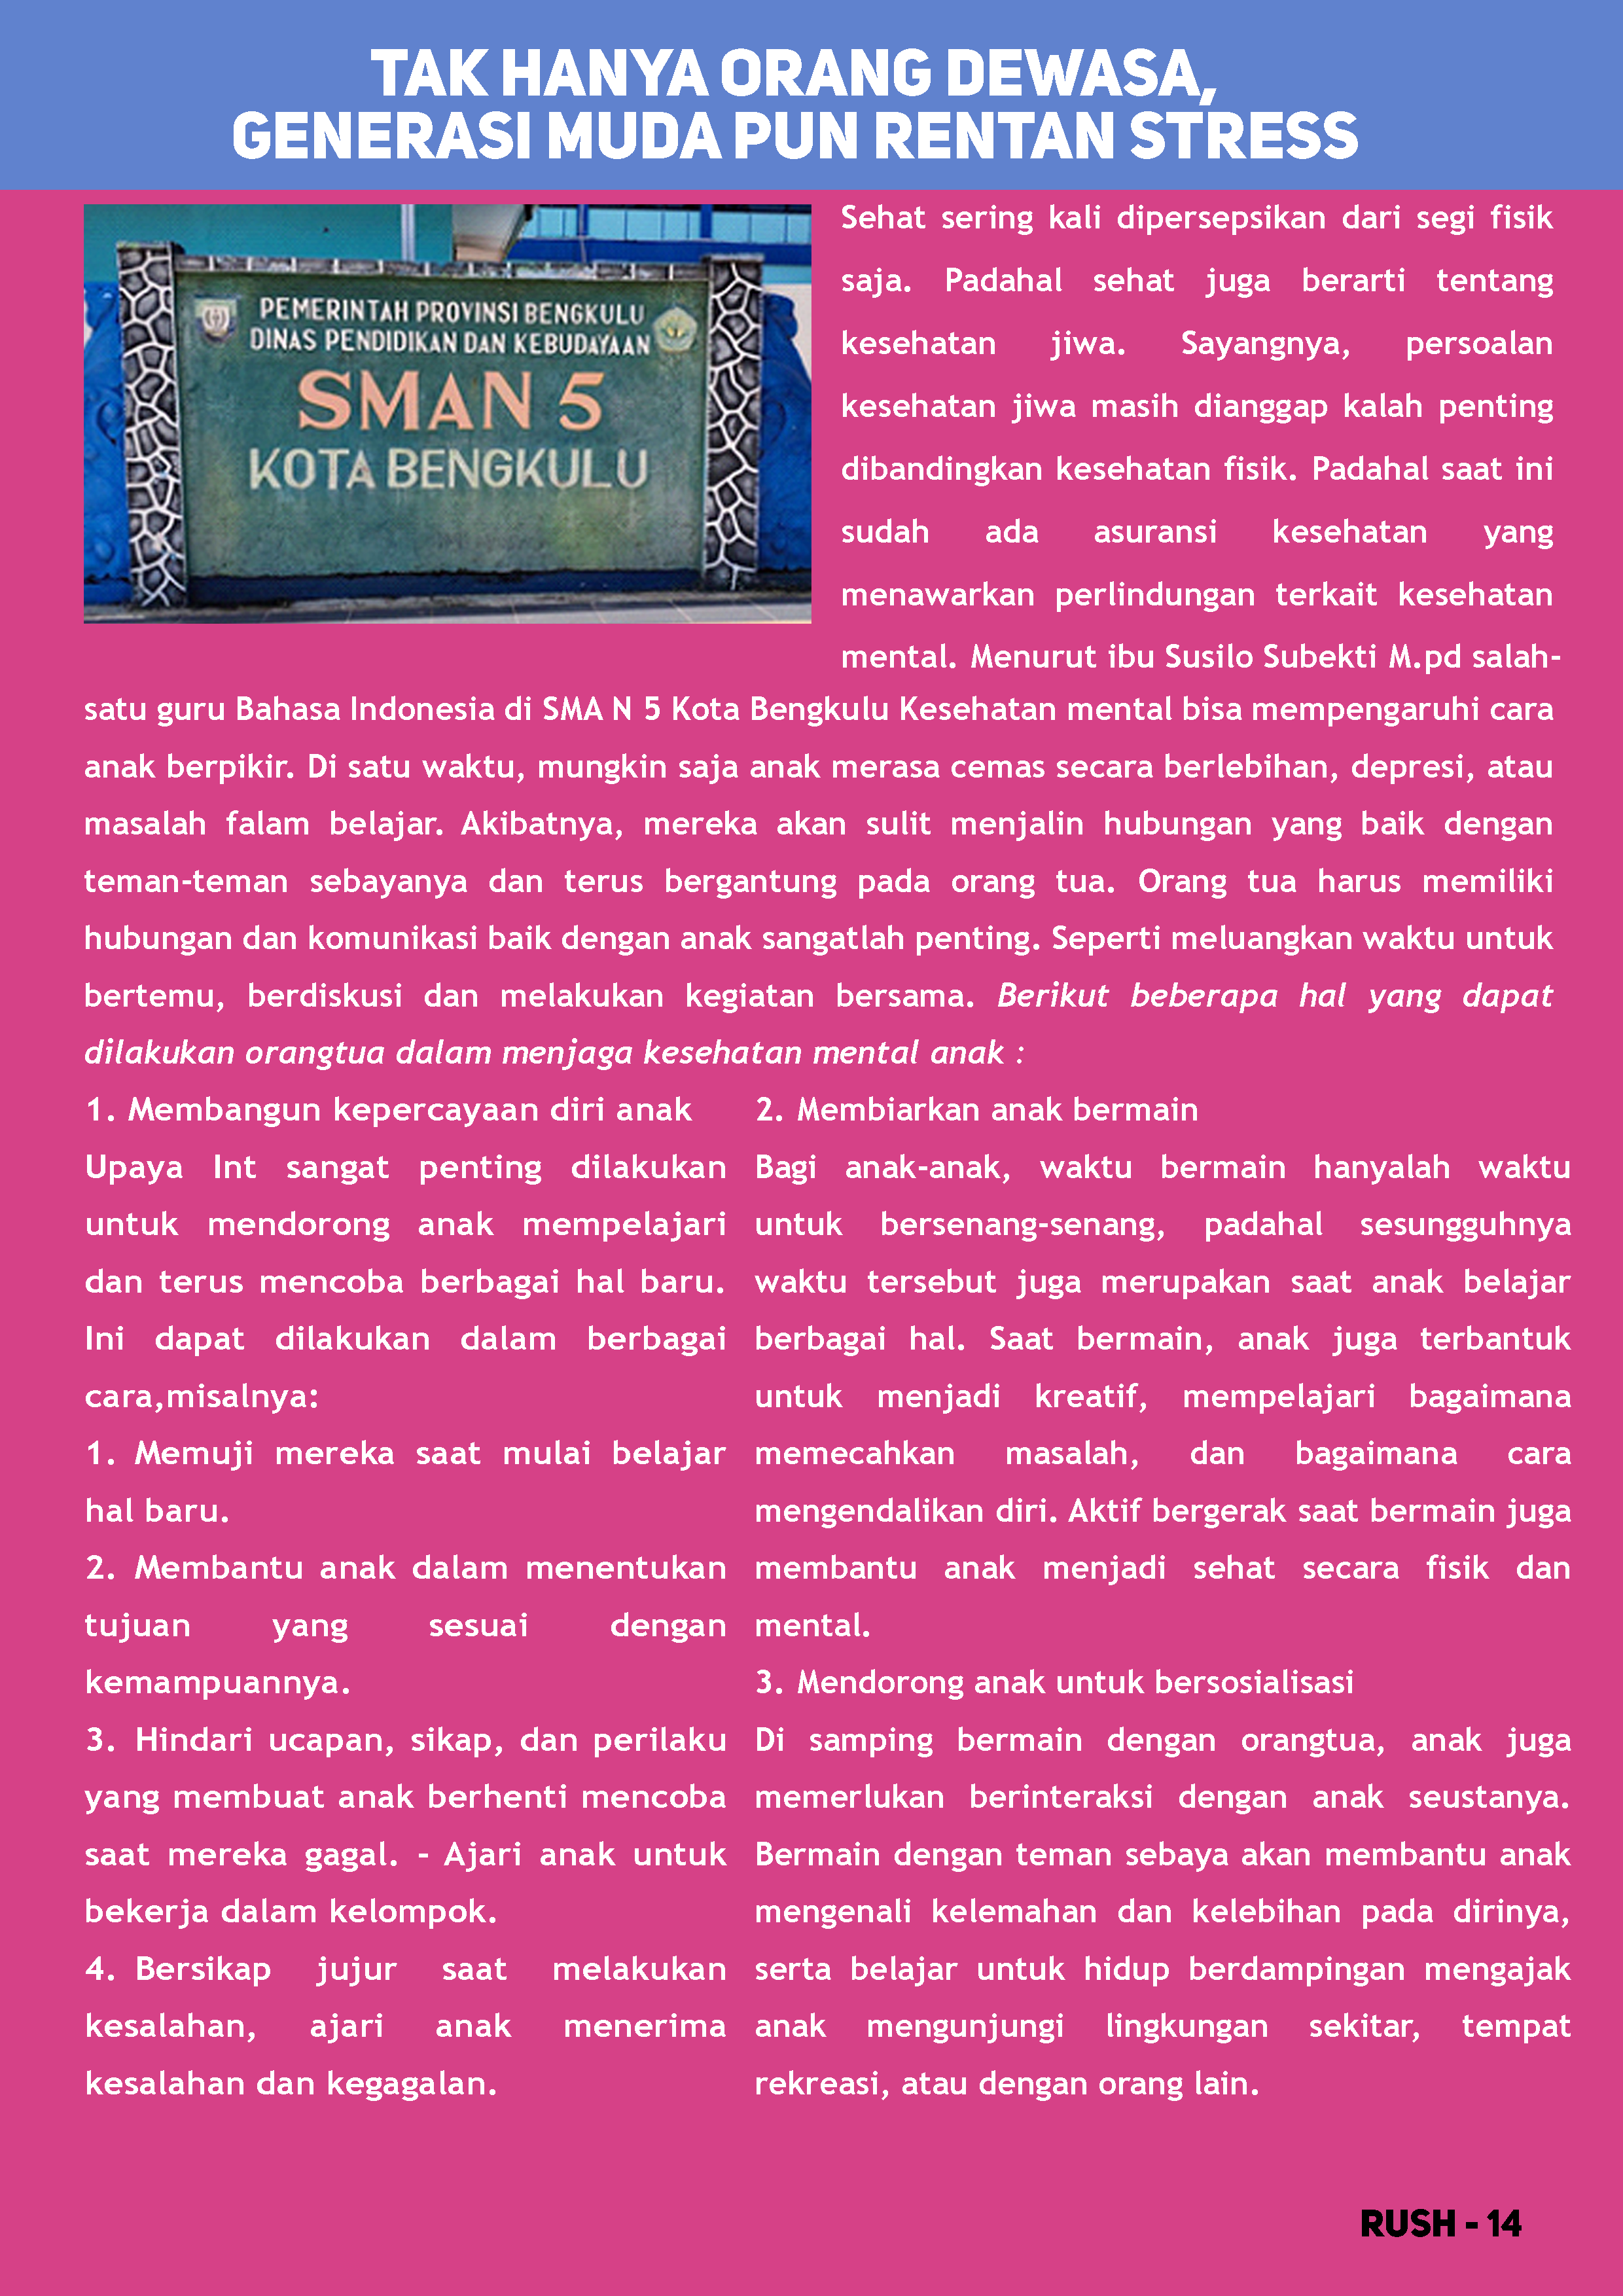 TAK HANYA ORANG DEWASA,
GENERASI MUDA PUN RENTAN STRESS
PEMERINTAH PROVINSI BENGKULU
DINAS PENDIDIKAN DAN KEBUDAYAAN
SMAN 5
KOTA BENGKULU
Sehat sering kali dipersepsikan dari segi fisik
saja. Padahal sehat juga berarti tentang
kesehatan jiwa. Sayangnya, persoalan
kesehatan jiwa masih dianggap kalah penting
dibandingkan kesehatan fisik. Padahal saat ini
sudah ada asuransi kesehatan yang
menawarkan perlindungan terkait kesehatan
mental. Menurut ibu Susilo Subekti M.pd salah-
satu guru Bahasa Indonesia di SMA N 5 Kota Bengkulu Kesehatan mental bisa mempengaruhi cara
anak berpikir. Di satu waktu, mungkin saja anak merasa cemas secara berlebihan, depresi, atau
masalah falam belajar. Akibatnya, mereka akan sulit menjalin hubungan yang baik dengan
teman-teman sebayanya dan terus bergantung pada orang tua. Orang tua harus memiliki
hubungan dan komunikasi baik dengan anak sangatlah penting. Seperti meluangkan waktu untuk
bertemu, berdiskusi dan melakukan kegiatan bersama. Berikut beberapa hal yang dapat
dilakukan orangtua dalam menjaga kesehatan mental anak :
1. Membangun kepercayaan diri anak
Upaya Int sangat penting dilakukan
untuk mendorong anak mempelajari
dan terus mencoba berbagai hal baru.
Ini dapat dilakukan dalam berbagai
cara,misalnya:
1. Memuji mereka saat mulai belajar
hal baru.
2. Membantu anak dalam menentukan
tujuan yang sesuai dengan
kemampuannya.
3. Hindari ucapan, sikap, dan perilaku
yang membuat anak berhenti mencoba
saat mereka gagal. - Ajari anak untuk
bekerja dalam kelompok.
4. Bersikap jujur saat melakukan
kesalahan, ajari anak menerima
kesalahan dan kegagalan.
2. Membiarkan anak bermain
Bagi anak-anak, waktu bermain hanyalah waktu
untuk bersenang-senang, padahal sesungguhnya
waktu tersebut juga merupakan saat anak belajar
berbagai hal. Saat bermain, anak juga terbantuk
untuk menjadi kreatif, mempelajari bagaimana
memecahkan masalah, dan bagaimana cara
mengendalikan diri. Aktif bergerak saat bermain juga
membantu anak menjadi sehat secara fisik dan
mental.
3. Mendorong anak untuk bersosialisasi
Di samping bermain dengan orangtua, anak juga
memerlukan berinteraksi dengan anak seustanya.
Bermain dengan teman sebaya akan membantu anak
mengenali kelemahan dan kelebihan pada dirinya,
serta belajar untuk hidup berdampingan mengajak
anak mengunjungi lingkungan sekitar, tempat
rekreasi, atau dengan orang lain.
RUSH - 14